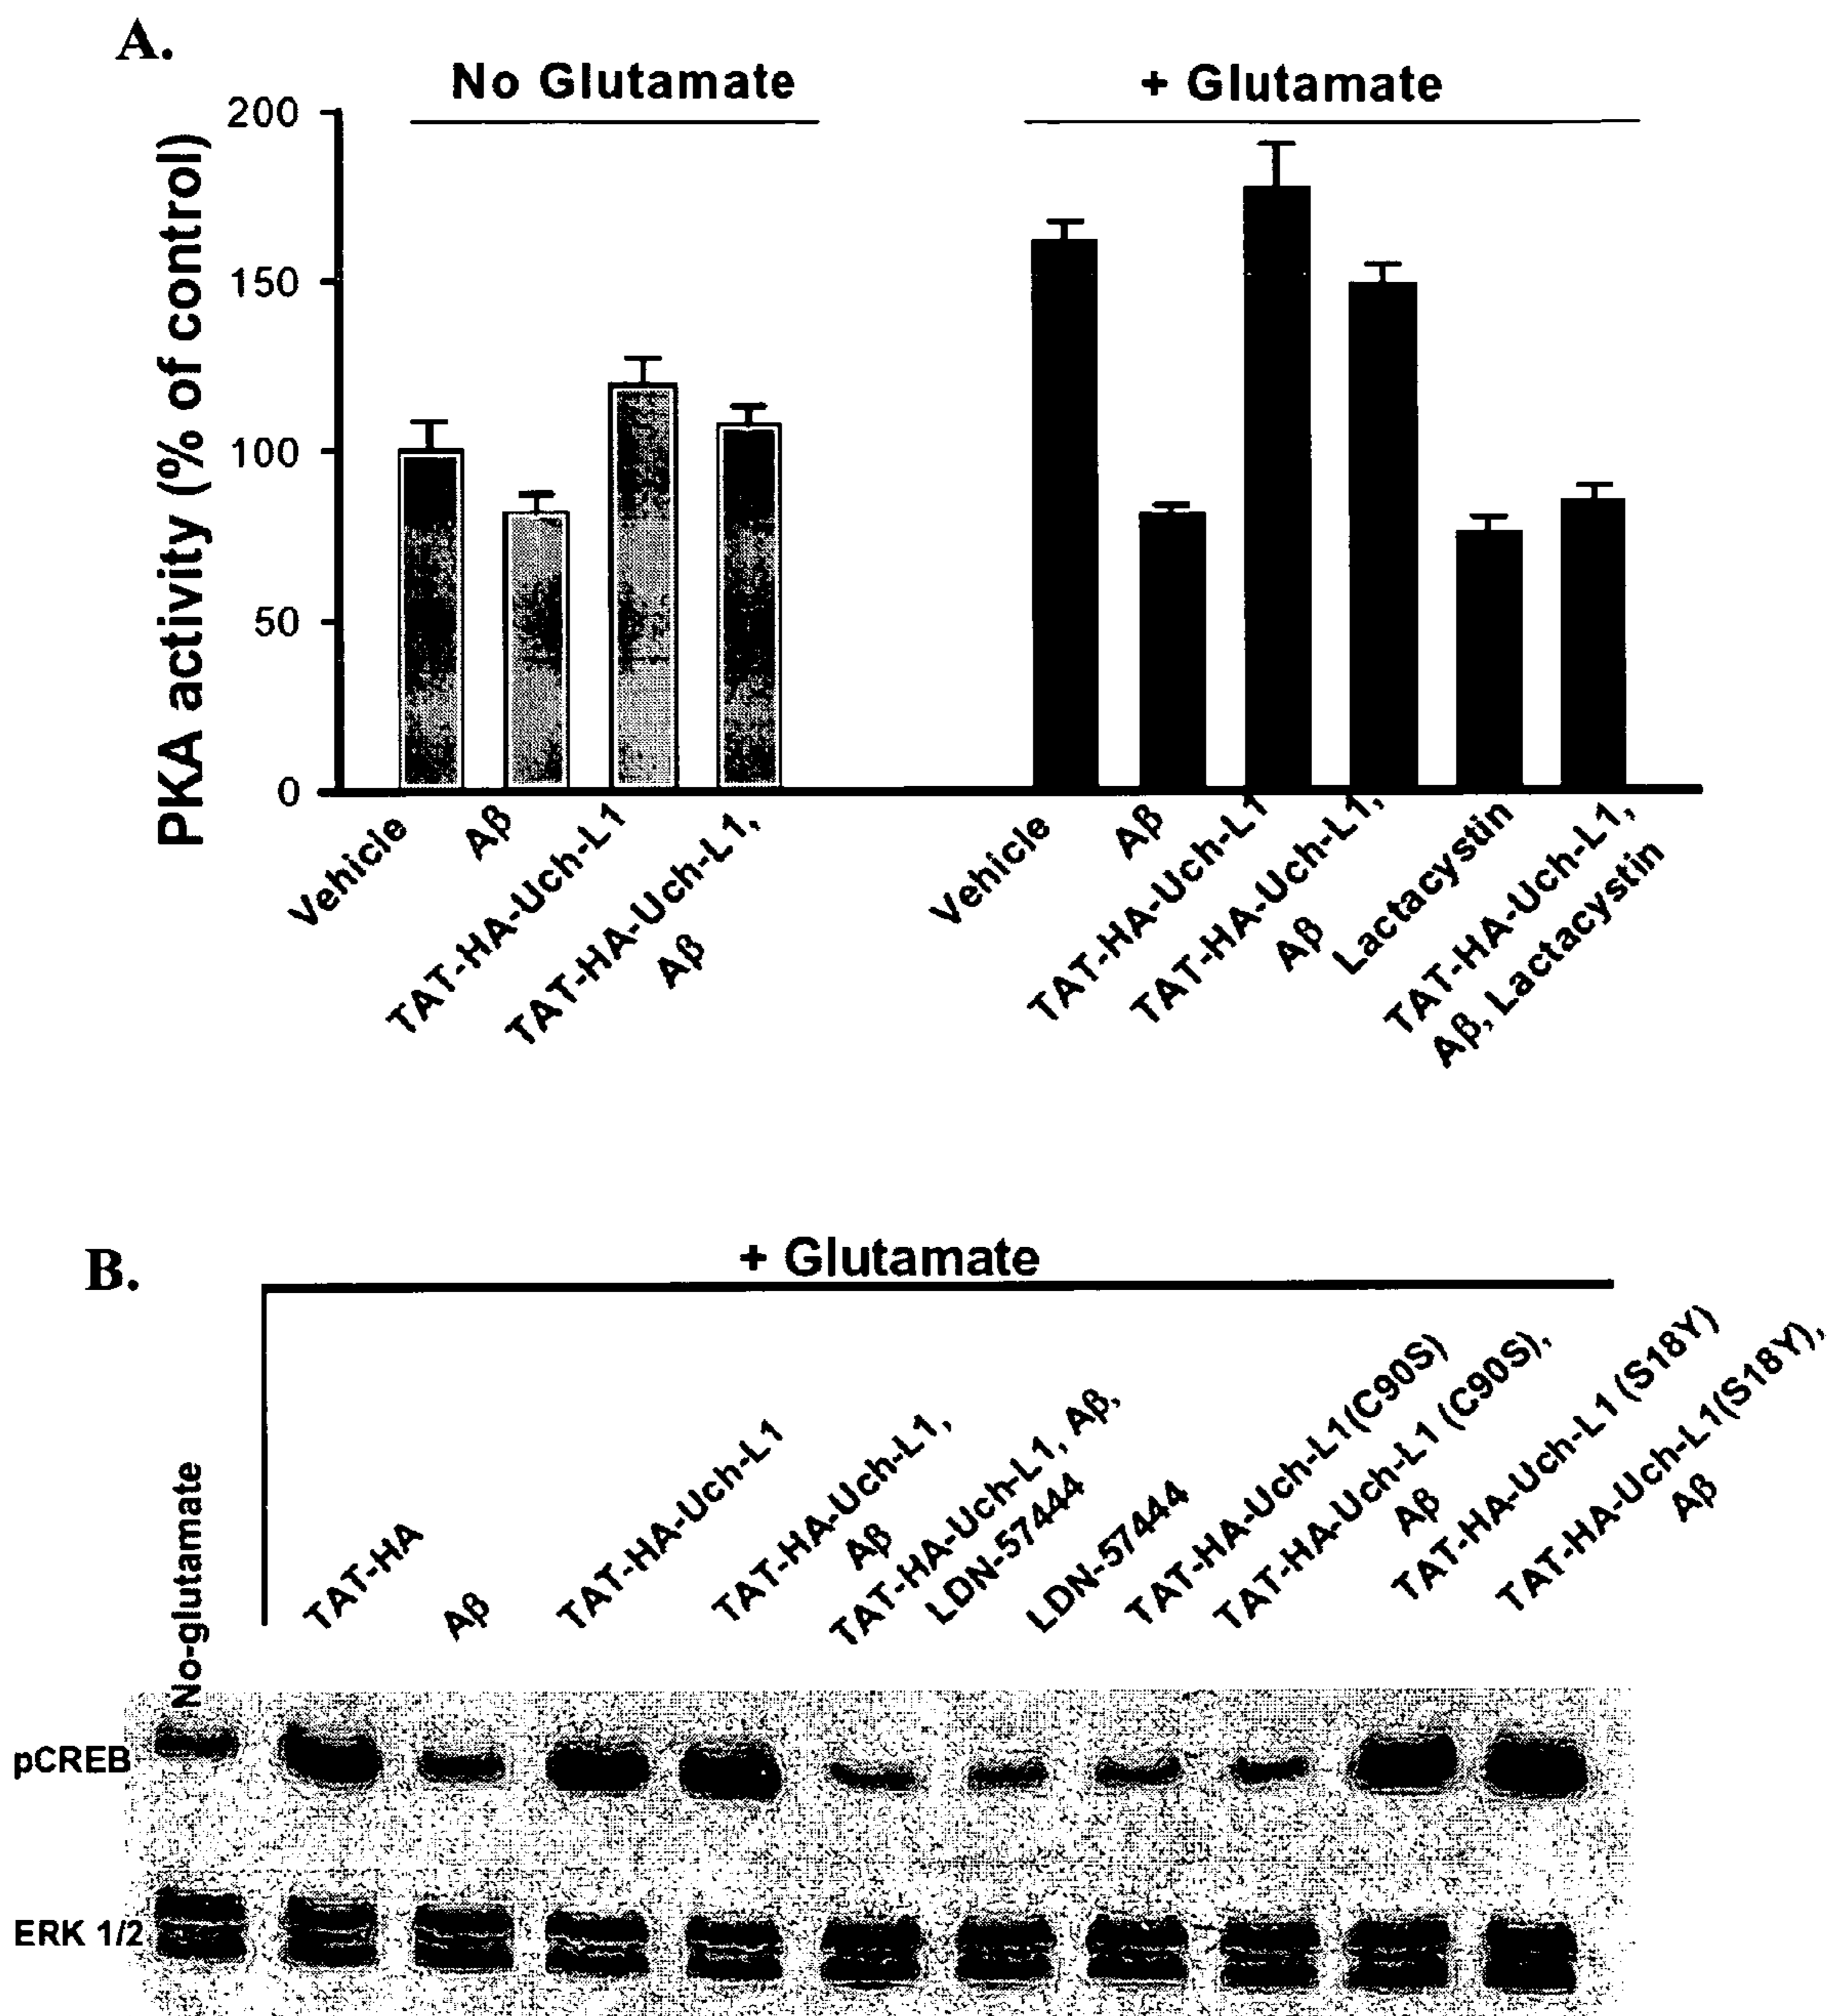 A.
No Glutamate
+ Glutamate
PKA activity (% of control)
200
150
100
50
0
Vehicle
Aβ
TAT-HA-Uch-L1
TAT-HA-Uch-L1,
Aβ
Vehicle
Aβ
TAT-HA-Uch-L1
TAT-HA-Uch-L1,
Aβ
Lactacystin
TAT-HA-Uch-L1,
Aβ, Lactacystin
B.
+ Glutamate
No-glutamate
TAT-HA
Aβ
TAT-HA-Uch-L1
TAT-HA-Uch-L1,
Aβ
TAT-HA-Uch-L1, Aβ,
LDN-57444
LDN-57444
TAT-HA-Uch-L1(C90S)
TAT-HA-Uch-L1 (C90S),
Aβ
TAT-HA-Uch-L1 (S18Y)
TAT-HA-Uch-L1(S18Y),
Aβ
pCREB
ERK 1/2